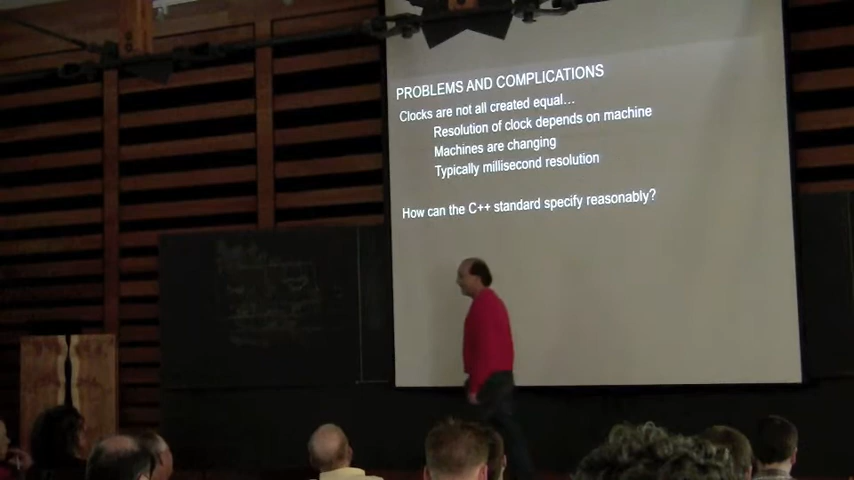 PROBLEMS AND COMPLICATIONS
Clocks are not all created equal...
Resolution of clock depends on machine
Machines are changing
Typically millisecond resolution
How can the C++ standard specify reasonably?